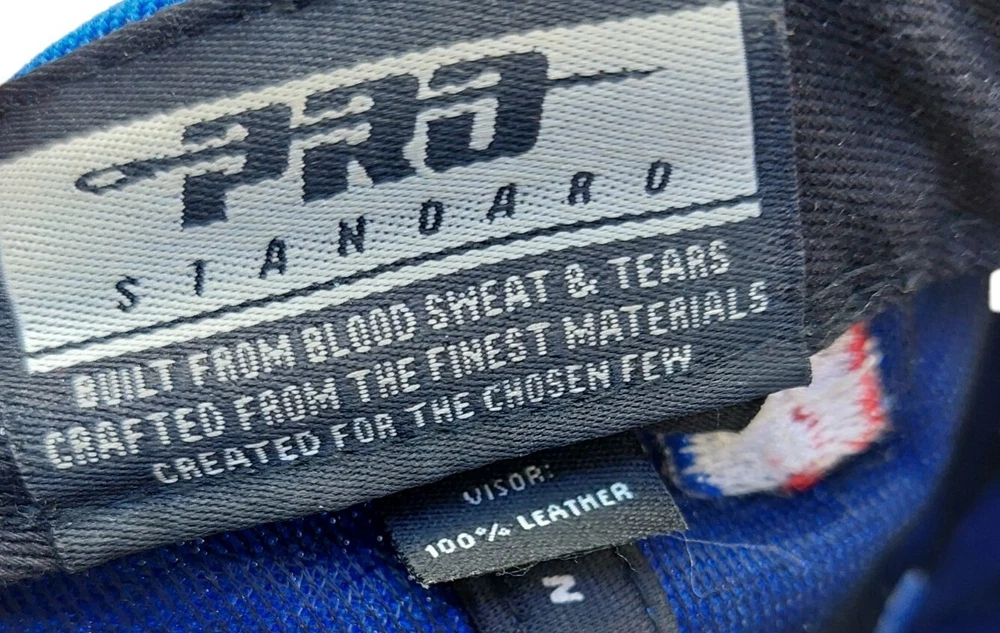 PRO
STANDARD
BUILT FROM BLOOD SWEAT & TEARS
CRAFTED FROM THE FINEST MATERIALS
CREATED FOR THE CHOSEN FEW
VISOR:
100% LEATHER